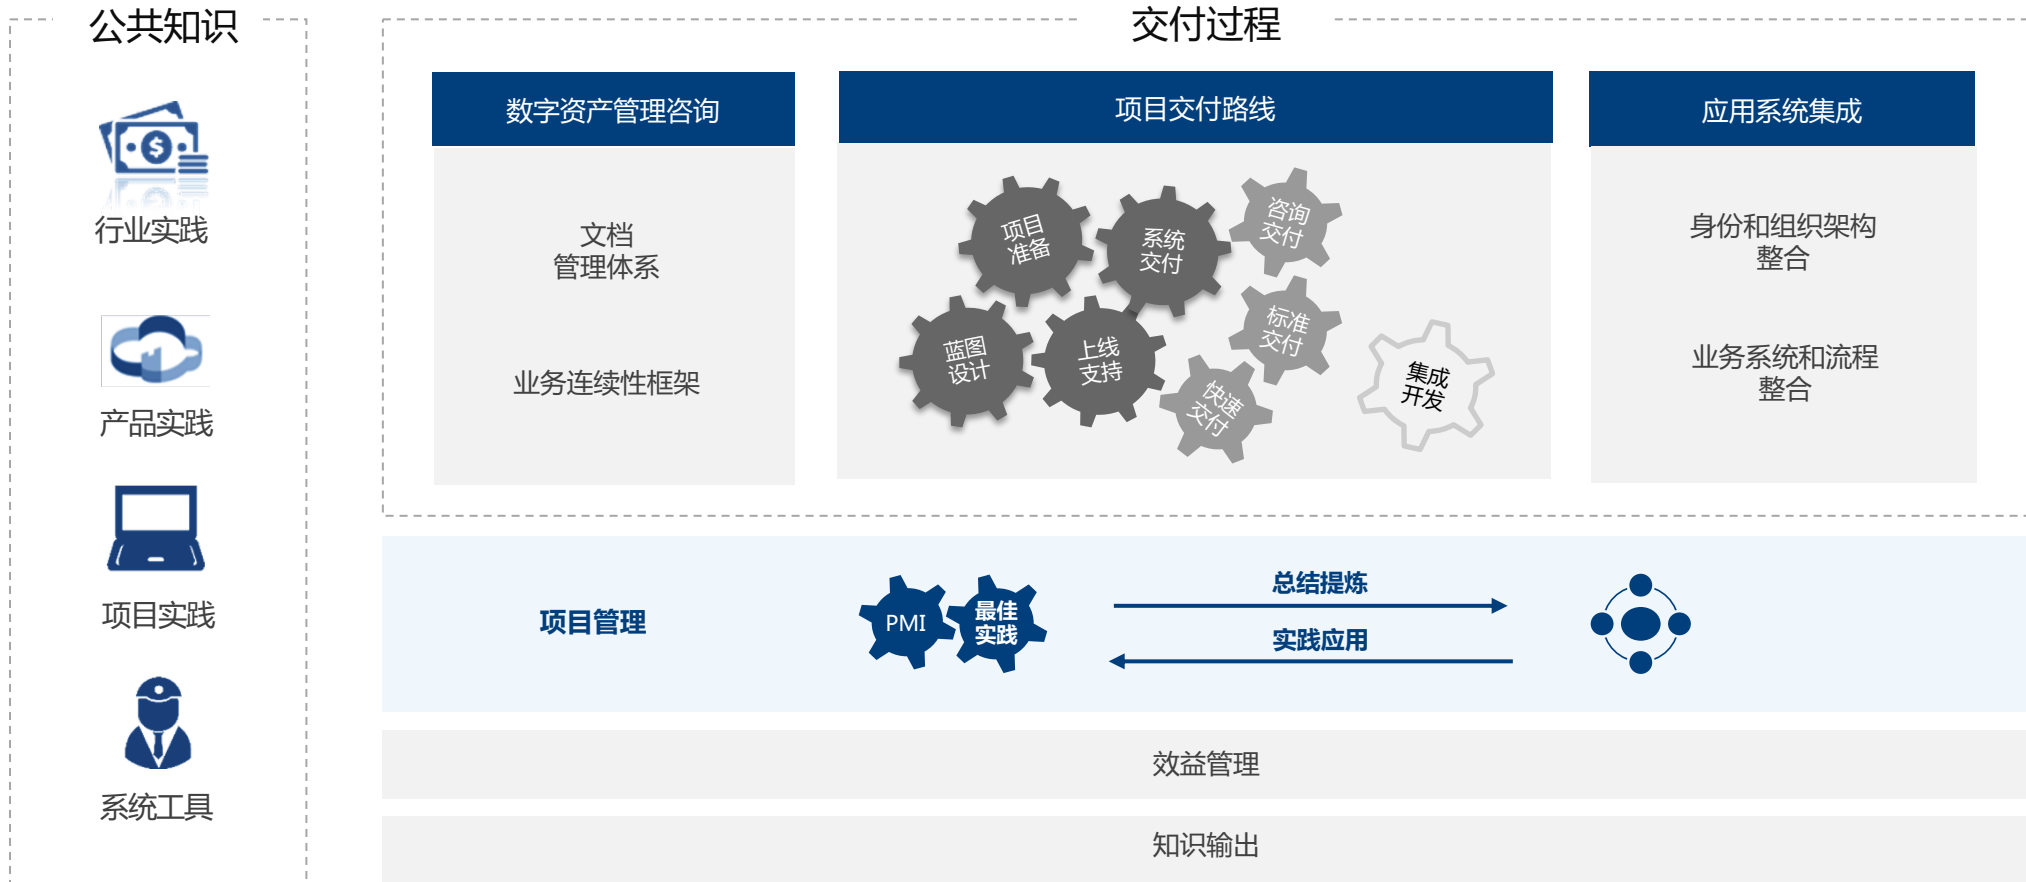 公共知识
行业实践
产品实践
项目实践
系统工具
交付过程
数字资产管理咨询
文档
管理体系
业务连续性框架
项目交付路线
项目
准备
系统
交付
咨询
交付
蓝图
设计
上线
支持
标准
交付
快速
交付
集成
开发
应用系统集成
身份和组织架构
整合
业务系统和流程
整合
项目管理
PMI
最佳
实践
总结提炼
实践应用
效益管理
知识输出